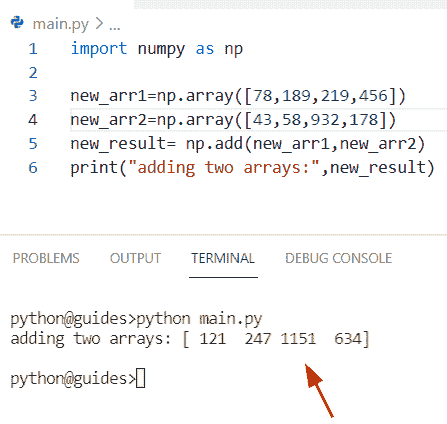 main.py > ...
1 import numpy as np
2
3 new_arr1=np.array([78,189,219,456])
4 new_arr2=np.array([43,58,932,178])
5 new_result= np.add(new_arr1,new_arr2)
6 print("adding two arrays:",new_result)
PROBLEMS OUTPUT TERMINAL DEBUG CONSOLE
python@guides>python main.py
adding two arrays: [ 121  247 1151  634]
python@guides>